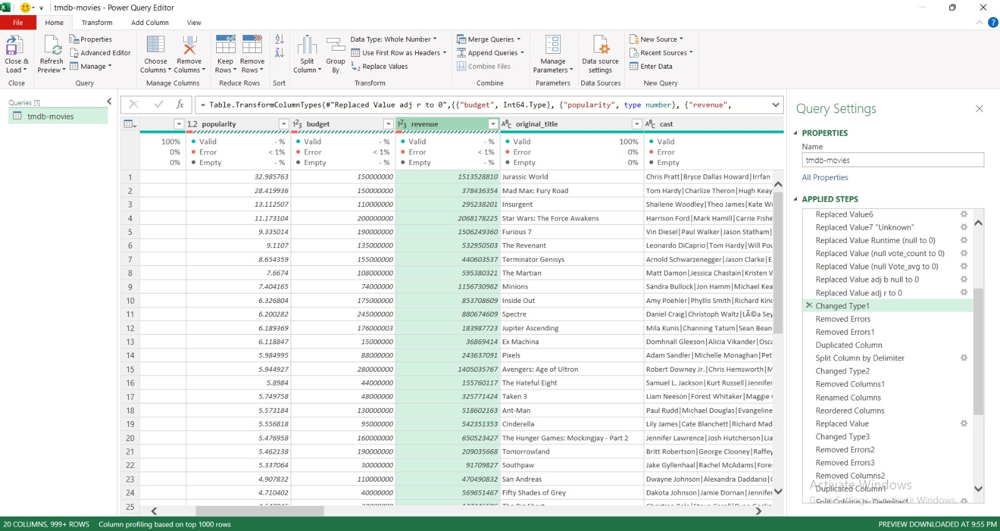 tmdb-movies - Power Query Editor
File Home Transform Add Column View
Close & Load
Close
Refresh Preview
Properties
Advanced Editor
Manage
Query
Choose Columns
Remove Columns
Manage Columns
Keep Rows
Remove Rows
Reduce Rows
Sort
Split Column
Group By
Data Type: Whole Number
Use First Row as Headers
Replace Values
Transform
Merge Queries
Append Queries
Combine Files
Combine
Manage Parameters
Parameters
Data source settings
Data Sources
New Source
Recent Sources
Enter Data
New Query
Queries [1]
tmdb-movies
fx = Table.TransformColumnTypes(#"Replaced Value adj r to 0",{{"budget", Int64.Type}, {"popularity", type number}, {"revenue",
1.2 popularity 123 budget 123 revenue ABC original_title ABC cast
100% Valid - % Valid - % Valid - % Valid 100% Valid
0% Error < 1% Error < 1% Error < 1% Error 0% Error
0% Empty - % Empty - % Empty - % Empty 0% Empty
1 32.985763 150000000 1513528810 Jurassic World Chris Pratt|Bryce Dallas Howard|Irrfan
2 28.419936 150000000 378436354 Mad Max: Fury Road Tom Hardy|Charlize Theron|Hugh Keay
3 13.112507 110000000 295238201 Insurgent Shailene Woodley|Theo James|Kate Wi
4 11.173104 200000000 2068178225 Star Wars: The Force Awakens Harrison Ford|Mark Hamill|Carrie Fishe
5 9.335014 190000000 1506249360 Furious 7 Vin Diesel|Paul Walker|Jason Statham|
6 9.1107 135000000 532950503 The Revenant Leonardo DiCaprio|Tom Hardy|Will Pou
7 8.654359 155000000 440603537 Terminator Genisys Arnold Schwarzenegger|Jason Clarke|E
8 7.6674 108000000 595380321 The Martian Matt Damon|Jessica Chastain|Kristen W
9 7.404165 74000000 1156730962 Minions Sandra Bullock|Jon Hamm|Michael Kea
10 6.326804 175000000 853708609 Inside Out Amy Poehler|Phyllis Smith|Richard Kind
11 6.200282 245000000 880674609 Spectre Daniel Craig|Christoph Waltz|LÃ©a Sey
12 6.189369 176000003 183987723 Jupiter Ascending Mila Kunis|Channing Tatum|Sean Bean
13 6.118847 15000000 36869414 Ex Machina Domhnall Gleeson|Alicia Vikander|Osca
14 5.984995 88000000 243637091 Pixels Adam Sandler|Michelle Monaghan|Pet
15 5.944927 280000000 1405035767 Avengers: Age of Ultron Robert Downey Jr.|Chris Hemsworth|M
16 5.8984 44000000 155760117 The Hateful Eight Samuel L. Jackson|Kurt Russell|Jennifer
17 5.749758 48000000 325771424 Taken 3 Liam Neeson|Forest Whitaker|Maggie
18 5.573184 130000000 518602163 Ant-Man Paul Rudd|Michael Douglas|Evangeline
19 5.556818 95000000 542351353 Cinderella Lily James|Cate Blanchett|Richard Mad
20 5.476958 160000000 650523427 The Hunger Games: Mockingjay - Part 2 Jennifer Lawrence|Josh Hutcherson|Lia
21 5.462138 190000000 209035668 Tomorrowland Britt Robertson|George Clooney|Raffey
22 5.337064 30000000 91709827 Southpaw Jake Gyllenhaal|Rachel McAdams|Fores
23 4.907832 110000000 470490832 San Andreas Dwayne Johnson|Alexandra Daddario|C
24 4.710402 40000000 569651467 Fifty Shades of Grey Dakota Johnson|Jamie Dornan|Jennifer
25
Query Settings
PROPERTIES
Name
tmdb-movies
All Properties
APPLIED STEPS
Replaced Value6
Replaced Value7 "Unknown"
Replaced Value Runtime (null to 0)
Replaced Value (null vote_count to 0)
Replaced Value (null Vote_avg to 0)
Replaced Value adj b null to 0
Replaced Value adj r to 0
Changed Type1
Removed Errors
Removed Errors1
Duplicated Column
Split Column by Delimiter
Changed Type2
Removed Columns1
Renamed Columns
Reordered Columns
Replaced Value
Changed Type3
Removed Errors2
Removed Errors3
Removed Columns2
Duplicated Column1
Activate Windows
Go to Settings to activate Windows.
20 COLUMNS, 999+ ROWS Column profiling based on top 1000 rows
PREVIEW DOWNLOADED AT 9:55 PM